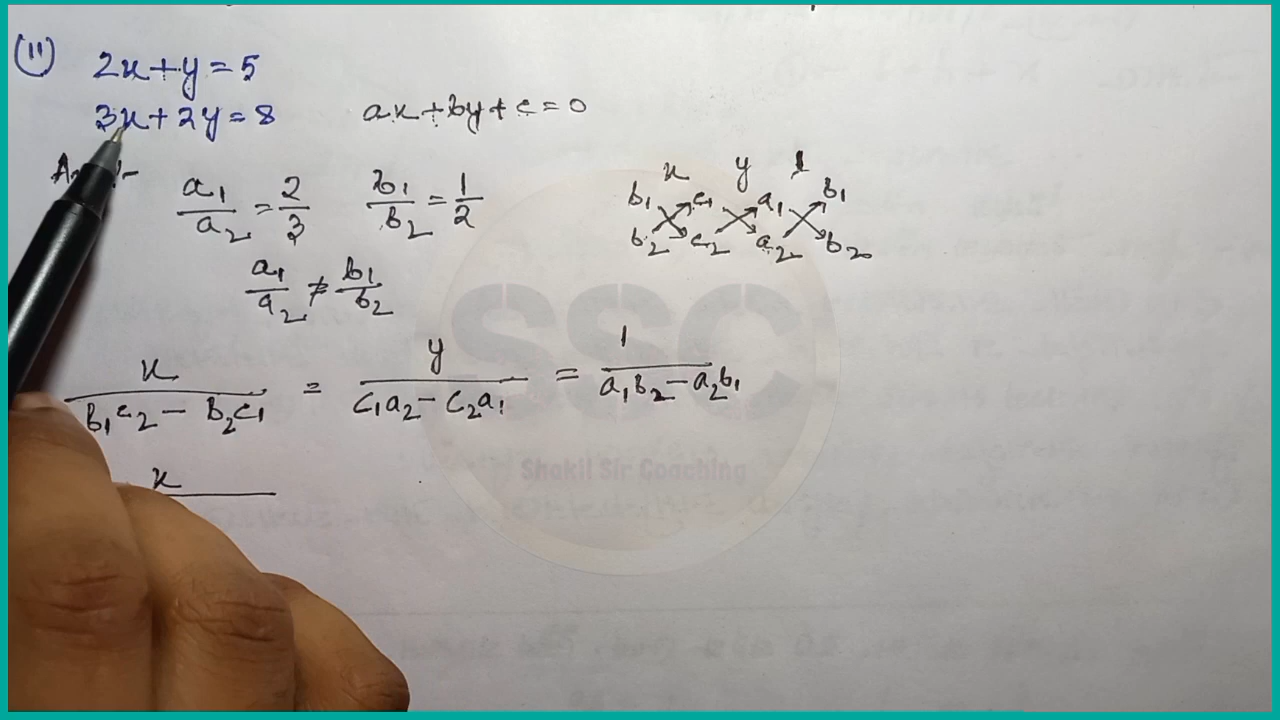 (11)
2x+y=5
3x+2y=8
ax+by+c=0
a1/a2 = 2/3
b1/b2 = 1/2
x y 1
b1 c1 a1 b1
b2 c2 a2 b2
a1/a2 ≠ b1/b2
x/(b1c2 - b2c1) = y/(c1a2 - c2a1) = 1/(a1b2 - a2b1)
x
SSC
Shakil Sir Coaching